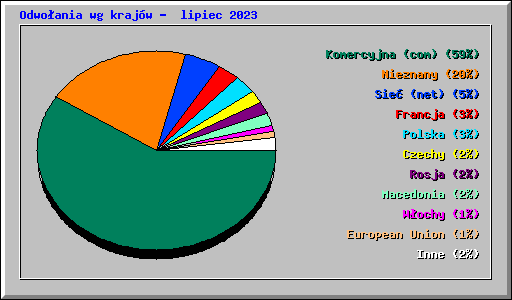 Odwołania wg krajów -  lipiec 2023
Komercyjna (com) (59%)
Nieznany (20%)
Sieć (net) (5%)
Francja (3%)
Polska (3%)
Czechy (2%)
Rosja (2%)
Macedonia (2%)
Włochy (1%)
European Union (1%)
Inne (2%)